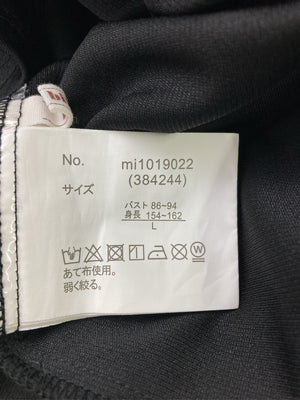 No. mi1019022
サイズ (384244)
バスト 86~94
身長 154~162
L
あて布使用。
弱く絞る。